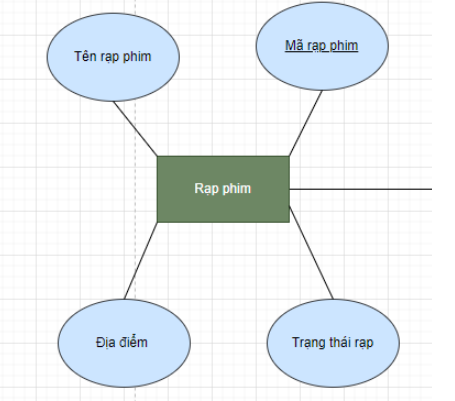 Tên rạp phim
Mã rạp phim
Rạp phim
Địa điểm
Trạng thái rạp